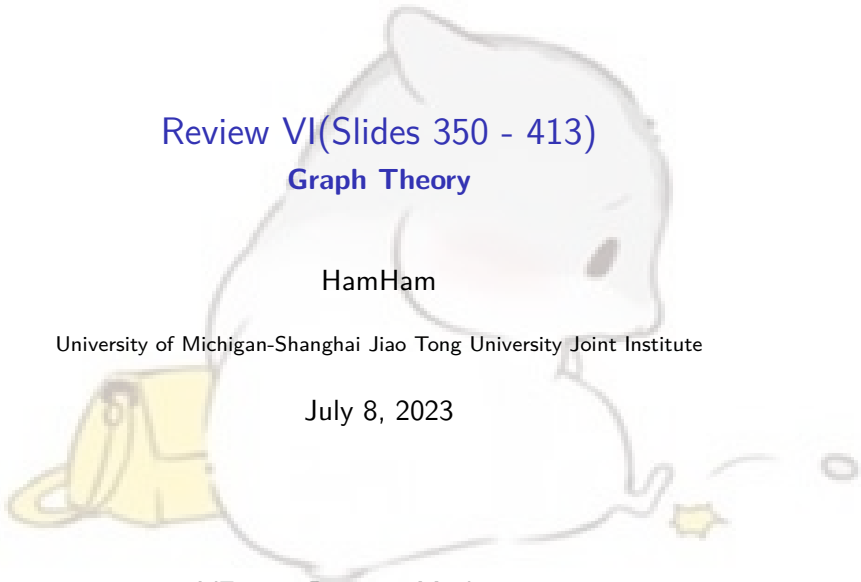 Review VI(Slides 350 - 413)
Graph Theory
HamHam
University of Michigan-Shanghai Jiao Tong University Joint Institute
July 8, 2023